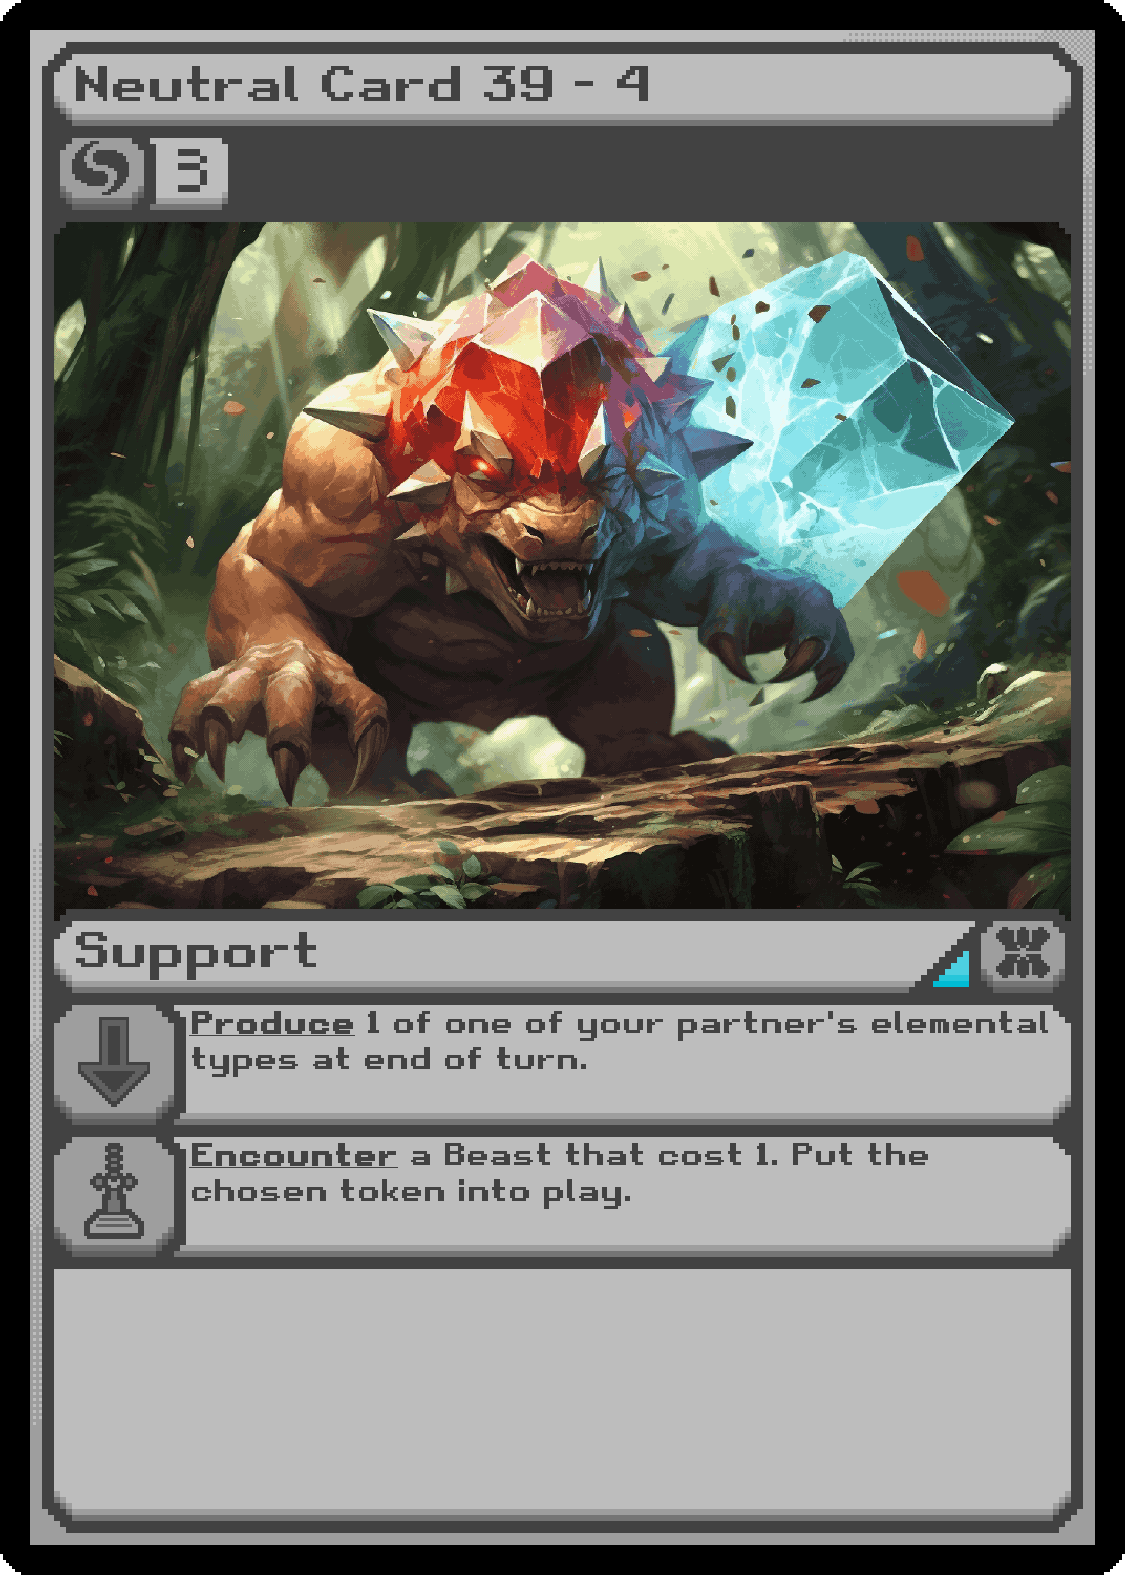 Neutral Card 39 - 4
3
Support
Produce 1 of one of your partner's elemental
types at end of turn.
Encounter a Beast that cost 1. Put the
chosen token into play.